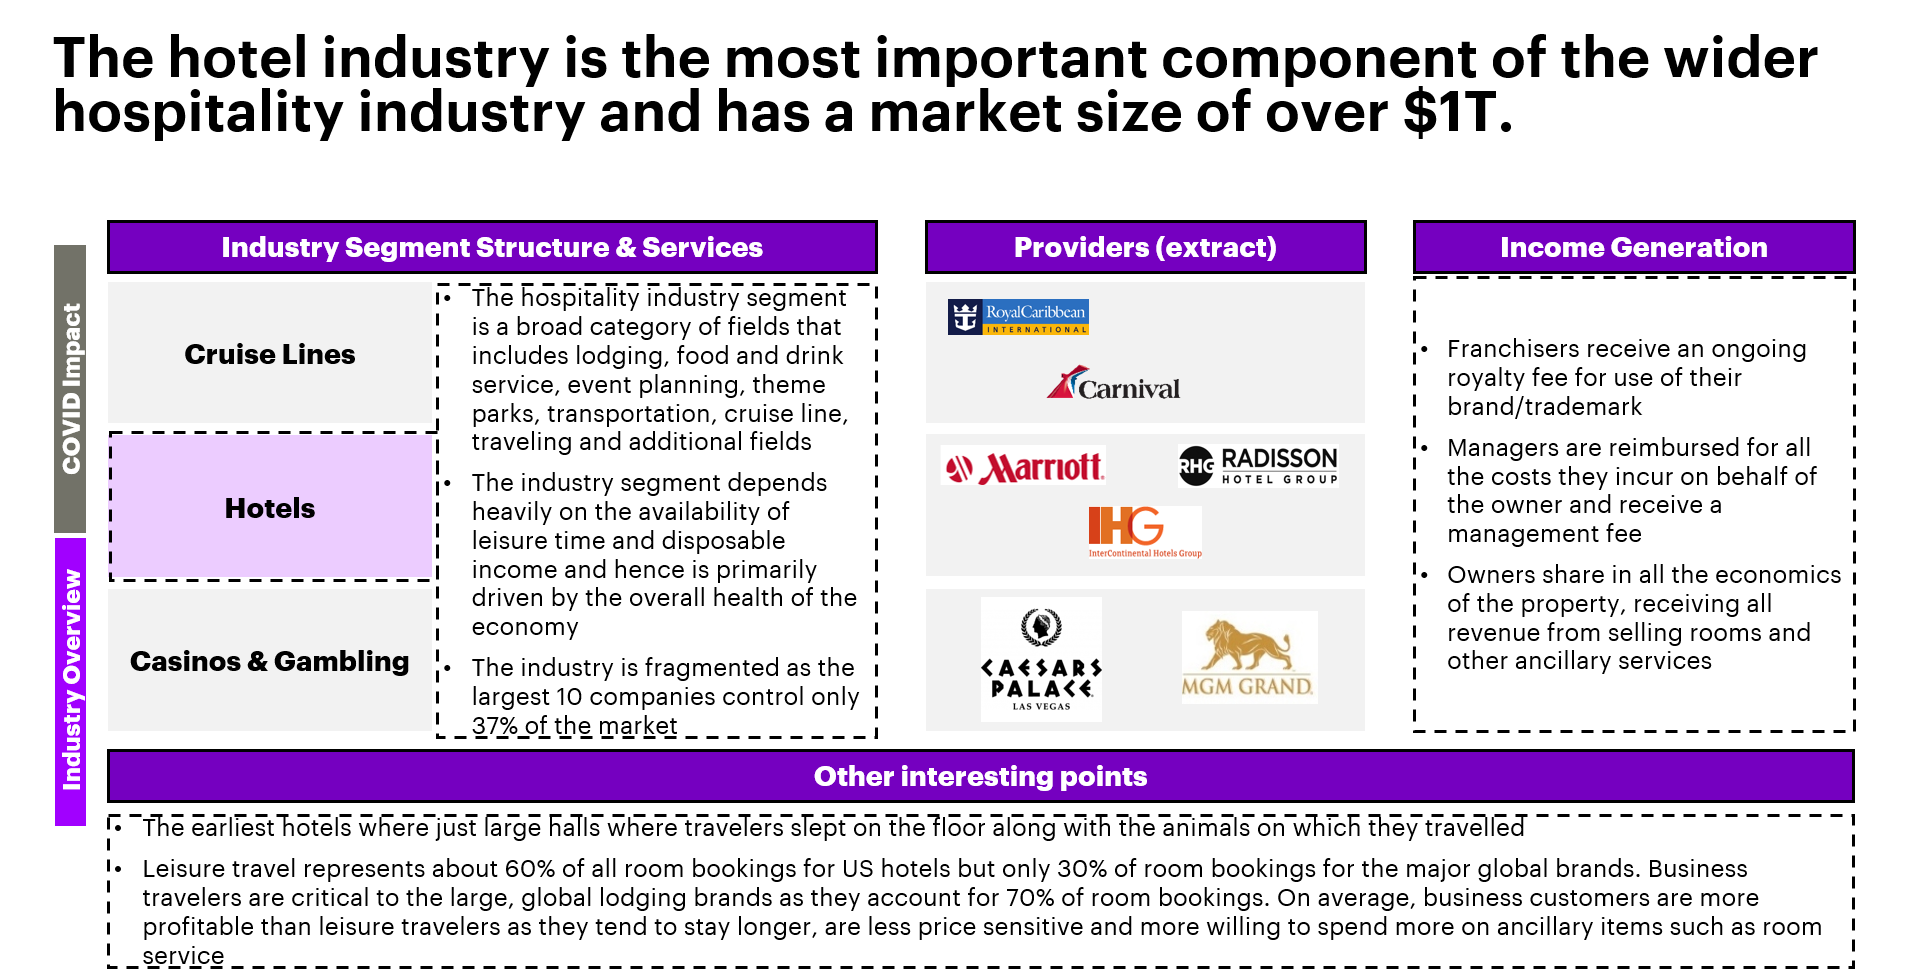 The hotel industry is the most important component of the wider
hospitality industry and has a market size of over $1T.
COVID Impact
Industry Overview
Industry Segment Structure & Services
Cruise Lines
Hotels
Casinos & Gambling
• The hospitality industry segment
is a broad category of fields that
includes lodging, food and drink
service, event planning, theme
parks, transportation, cruise line,
traveling and additional fields
• The industry segment depends
heavily on the availability of
leisure time and disposable
income and hence is primarily
driven by the overall health of the
economy
• The industry is fragmented as the
largest 10 companies control only
37% of the market
Providers (extract)
RoyalCaribbean
INTERNATIONAL
Carnival
Marriott.
RHG RADISSON
HOTEL GROUP
IHG
InterContinental Hotels Group
CAESARS
PALACE
LAS VEGAS
MGM GRAND.
Income Generation
• Franchisers receive an ongoing
royalty fee for use of their
brand/trademark
• Managers are reimbursed for all
the costs they incur on behalf of
the owner and receive a
management fee
• Owners share in all the economics
of the property, receiving all
revenue from selling rooms and
other ancillary services
Other interesting points
• The earliest hotels where just large halls where travelers slept on the floor along with the animals on which they travelled
• Leisure travel represents about 60% of all room bookings for US hotels but only 30% of room bookings for the major global brands. Business
travelers are critical to the large, global lodging brands as they account for 70% of room bookings. On average, business customers are more
profitable than leisure travelers as they tend to stay longer, are less price sensitive and more willing to spend more on ancillary items such as room
service